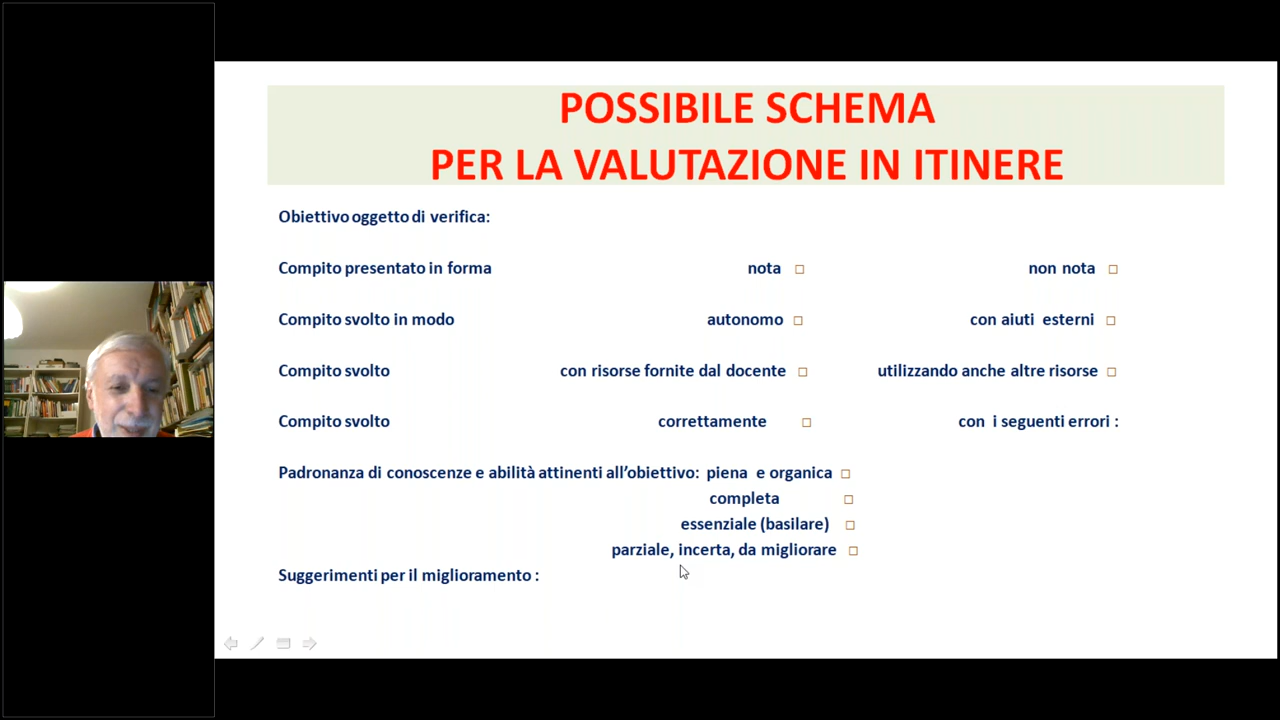 POSSIBILE SCHEMA
PER LA VALUTAZIONE IN ITINERE
Obiettivo oggetto di verifica:
Compito presentato in forma nota □ non nota □
Compito svolto in modo autonomo □ con aiuti esterni □
Compito svolto con risorse fornite dal docente □ utilizzando anche altre risorse □
Compito svolto correttamente □ con i seguenti errori :
Padronanza di conoscenze e abilità attinenti all’obiettivo: piena e organica □
completa □
essenziale (basilare) □
parziale, incerta, da migliorare □
Suggerimenti per il miglioramento :